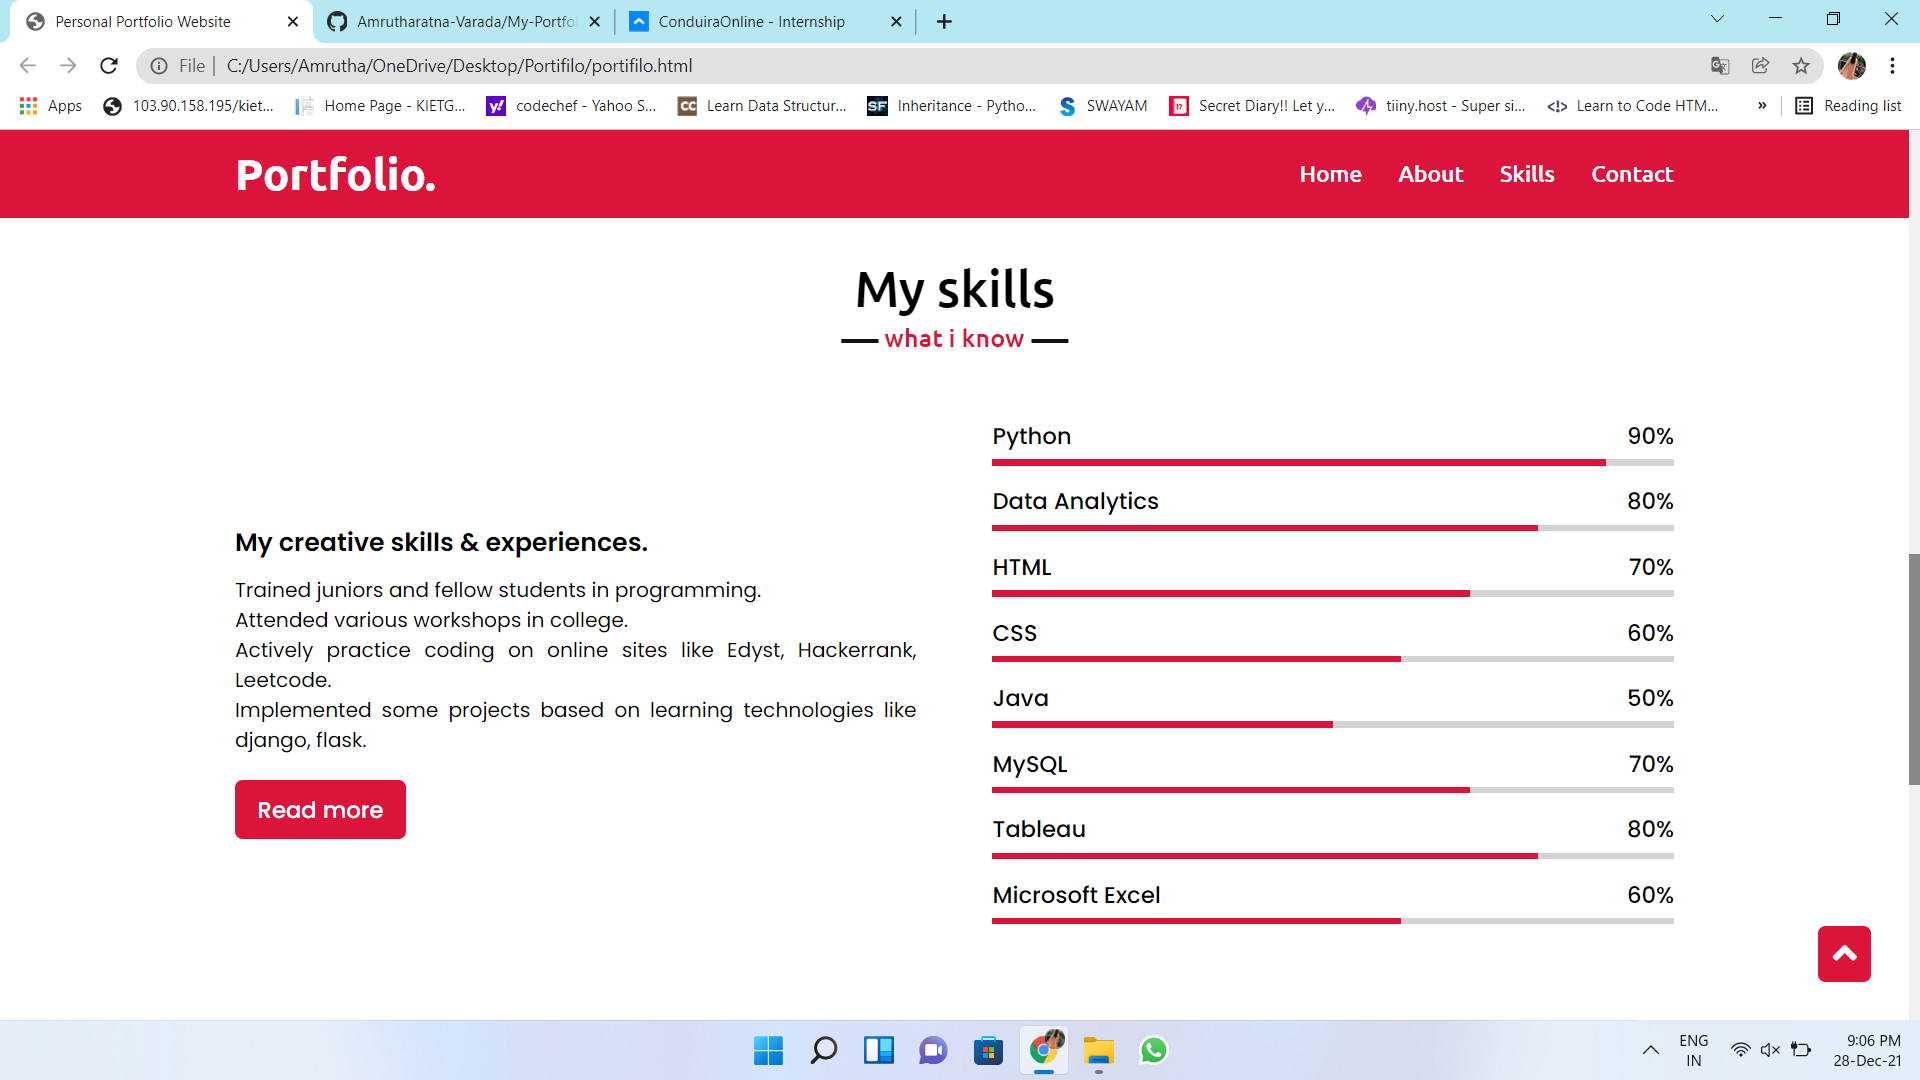 Personal Portfolio Website
Amrutharatna-Varada/My-Portfo
ConduiraOnline - Internship
File
C:/Users/Amrutha/OneDrive/Desktop/Portifilo/portifilo.html
Apps
103.90.158.195/kiet...
Home Page - KIETG...
y!
codechef - Yahoo S...
CC
Learn Data Structur...
SF
Inheritance - Pytho...
S
SWAYAM
Secret Diary!! Let y...
tiiny.host - Super si...
Learn to Code HTM...
»
Reading list
Portfolio.
Home
About
Skills
Contact
My skills
what i know
My creative skills & experiences.
Trained juniors and fellow students in programming.
Attended various workshops in college.
Actively practice coding on online sites like Edyst, Hackerrank,
Leetcode.
Implemented some projects based on learning technologies like
django, flask.
Read more
Python 90%
Data Analytics 80%
HTML 70%
CSS 60%
Java 50%
MySQL 70%
Tableau 80%
Microsoft Excel 60%
ENG
IN
9:06 PM
28-Dec-21